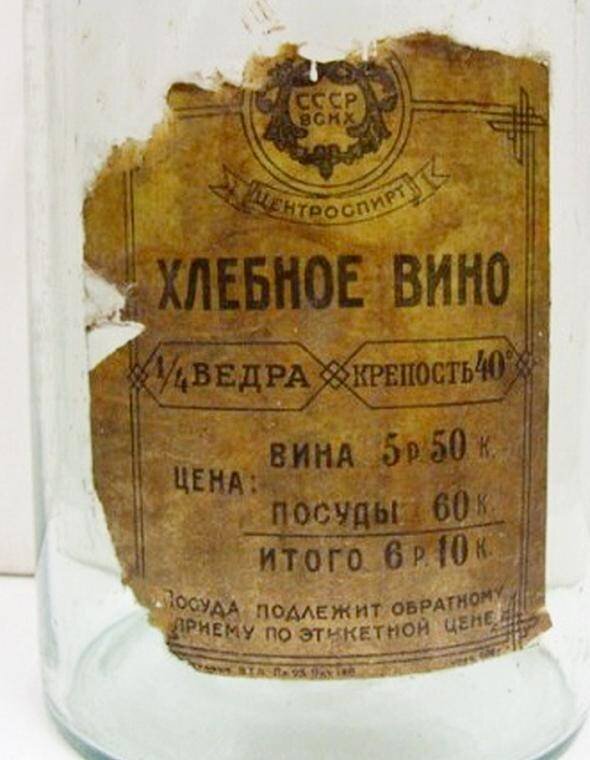 СССР
ВСНХ
ЦЕНТРОСПИРТ
ХЛЕБНОЕ ВИНО
1/4 ВЕДРА КРЕПОСТЬ 40°
ВИНА 5 Р. 50 К.
ЦЕНА:
ПОСУДЫ 60 К.
ИТОГО 6 Р. 10 К.
ПОСУДА ПОДЛЕЖИТ ОБРАТНОМУ
ПРИЕМУ ПО ЭТИКЕТНОЙ ЦЕНЕ